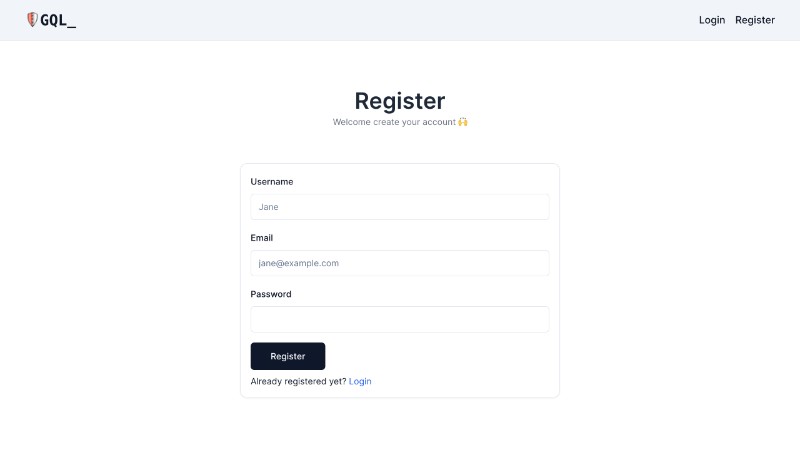 GQL_
Login Register
Register
Welcome create your account 🙌
Username
Jane
Email
jane@example.com
Password
Register
Already registered yet? Login